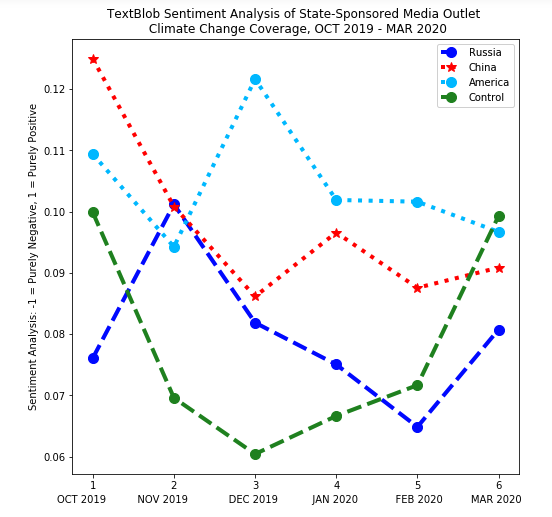 TextBlob Sentiment Analysis of State-Sponsored Media Outlet
Climate Change Coverage, OCT 2019 - MAR 2020
Russia
China
America
Control
Sentiment Analysis: -1 = Purely Negative, 1 = Purely Positive
0.12
0.11
0.10
0.09
0.08
0.07
0.06
1 2 3 4 5 6
OCT 2019 NOV 2019 DEC 2019 JAN 2020 FEB 2020 MAR 2020